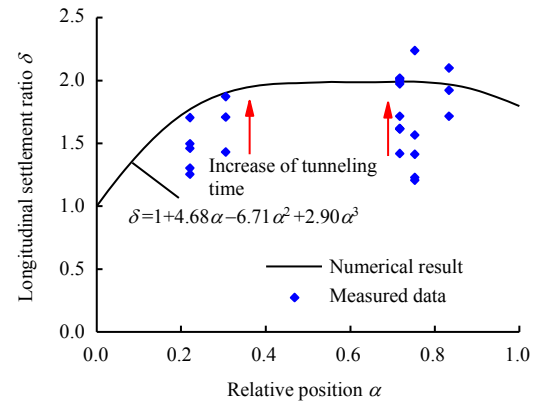 2.5
2.0
1.5
1.0
0.5
0.0
Longitudinal settlement ratio δ
Increase of tunneling
time
δ=1+4.68α−6.71α²+2.90α³
Numerical result
Measured data
0.0 0.2 0.4 0.6 0.8 1.0
Relative position α